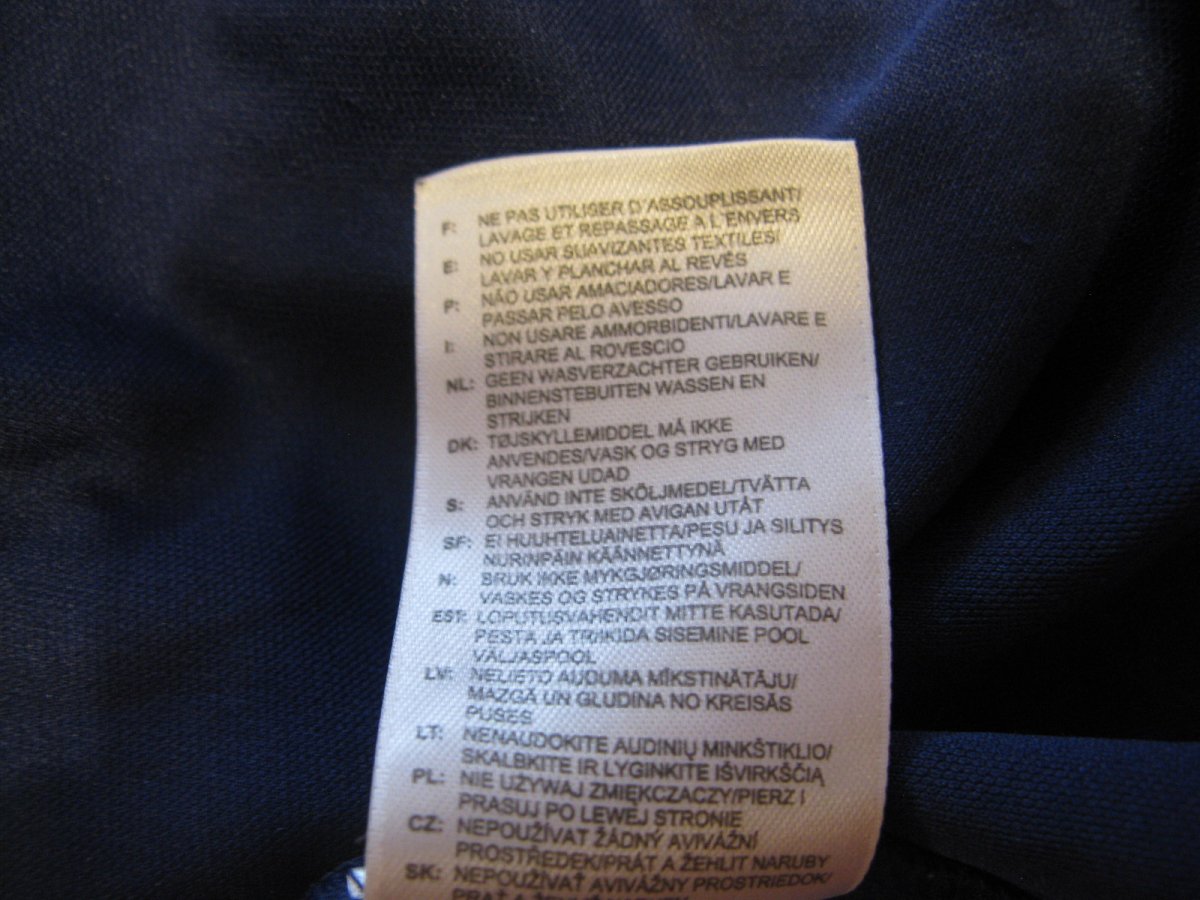 F: NE PAS UTILISER D'ASSOUPLISSANT/
LAVAGE ET REPASSAGE A L'ENVERS
E: NO USAR SUAVIZANTES TEXTILES/
LAVAR Y PLANCHAR AL REVÉS
P: NÃO USAR AMACIADORES/LAVAR E
PASSAR PELO AVESSO
I: NON USARE AMMORBIDENTI/LAVARE E
STIRARE AL ROVESCIO
NL: GEEN WASVERZACHTER GEBRUIKEN/
BINNENSTEBUITEN WASSEN EN
STRIJKEN
DK: TØJSKYLLEMIDDEL MÅ IKKE
ANVENDES/VASK OG STRYG MED
VRANGEN UDAD
S: ANVÄND INTE SKÖLJMEDEL/TVÄTTA
OCH STRYK MED AVIGAN UTÅT
SF: EI HUUHTELUAINETTA/PESU JA SILITYS
NURINPÄIN KÄÄNNETTYNÄ
N: BRUK IKKE MYKGJØRINGSMIDDEL/
VASKES OG STRYKES PÅ VRANGSIDEN
EST: LOPUTUSVAHENDIT MITTE KASUTADA/
PESTA JA TRIIKIDA SISEMINE POOL
VÄLJASPOOL
LV: NELIETO AUDUMA MĪKSTINĀTĀJU/
MAZGĀ UN GLUDINA NO KREISĀS
PUSES
LT: NENAUDOKITE AUDINIŲ MINKŠTIKLIO/
SKALBKITE IR LYGINKITE IŠVIRKŠČIĄ
PL: NIE UŻYWAJ ZMIĘKCZACZY/PIERZ I
PRASUJ PO LEWEJ STRONIE
CZ: NEPOUŽÍVAT ŽÁDNÝ AVIVÁŽNÍ
PROSTŘEDEK/PRÁT A ŽEHLIT NARUBY
SK: NEPOUŽÍVAŤ AVIVÁŽNY PROSTRIEDOK/